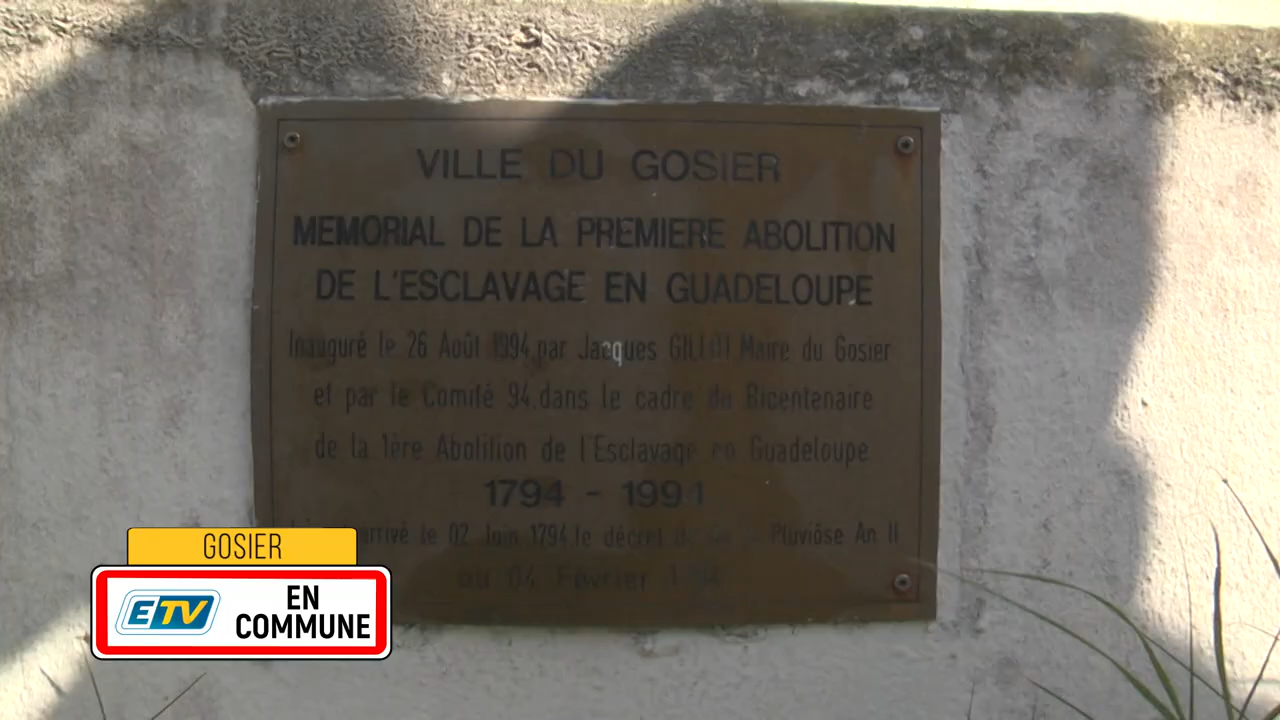 VILLE DU GOSIER
MEMORIAL DE LA PREMIERE ABOLITION
DE L'ESCLAVAGE EN GUADELOUPE
Inauguré le 26 Août 1994 par Jacques GILLOT Maire du Gosier
et par le Comité 94, dans le cadre du Bicentenaire
de la 1ère Abolition de l'Esclavage en Guadeloupe
1794 - 1994
arrivé le 02 Juin 1794 le décret Pluviôse An II
du 04 Février 1794
GOSIER
ETV
EN
COMMUNE